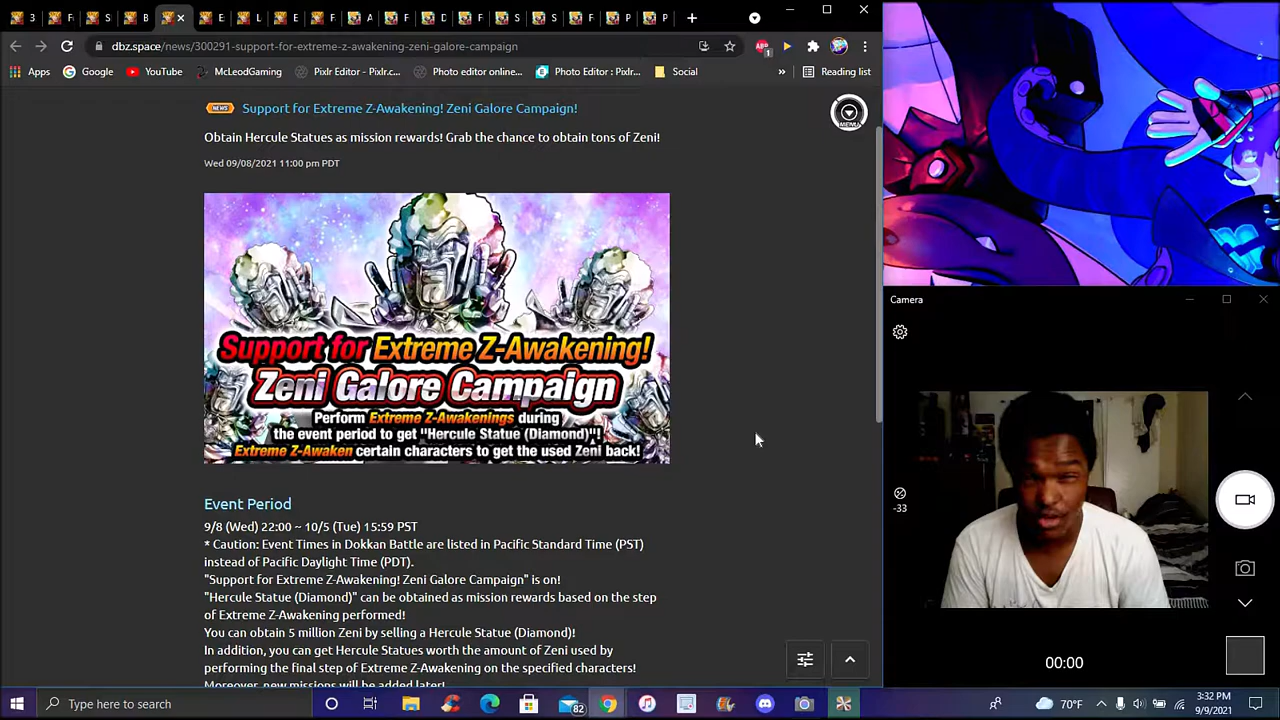 3
F
S
B
E
L
E
F
A
F
D
F
S
S
F
P
P
dbz.space/news/300291-support-for-extreme-z-awakening-zeni-galore-campaign
1
Apps
Google
YouTube
McLeodGaming
Pixlr Editor - Pixlr.c...
Photo editor online...
Photo Editor : Pixlr...
Social
»
Reading list
NEWS
Support for Extreme Z-Awakening! Zeni Galore Campaign!
MENU
Obtain Hercule Statues as mission rewards! Grab the chance to obtain tons of Zeni!
Wed 09/08/2021 11:00 pm PDT
Support for Extreme Z-Awakening!
Zeni Galore Campaign
Perform Extreme Z-Awakenings during
the event period to get "Hercule Statue (Diamond)"!
Extreme Z-Awaken certain characters to get the used Zeni back!
Event Period
9/8 (Wed) 22:00 ~ 10/5 (Tue) 15:59 PST
* Caution: Event Times in Dokkan Battle are listed in Pacific Standard Time (PST)
instead of Pacific Daylight Time (PDT).
"Support for Extreme Z-Awakening! Zeni Galore Campaign" is on!
"Hercule Statue (Diamond)" can be obtained as mission rewards based on the step
of Extreme Z-Awakening performed!
You can obtain 5 million Zeni by selling a Hercule Statue (Diamond)!
In addition, you can get Hercule Statues worth the amount of Zeni used by
performing the final step of Extreme Z-Awakening on the specified characters!
Moreover, new missions will be added later!
Camera
-33
00:00
Type here to search
82
70°F
3:32 PM
9/9/2021